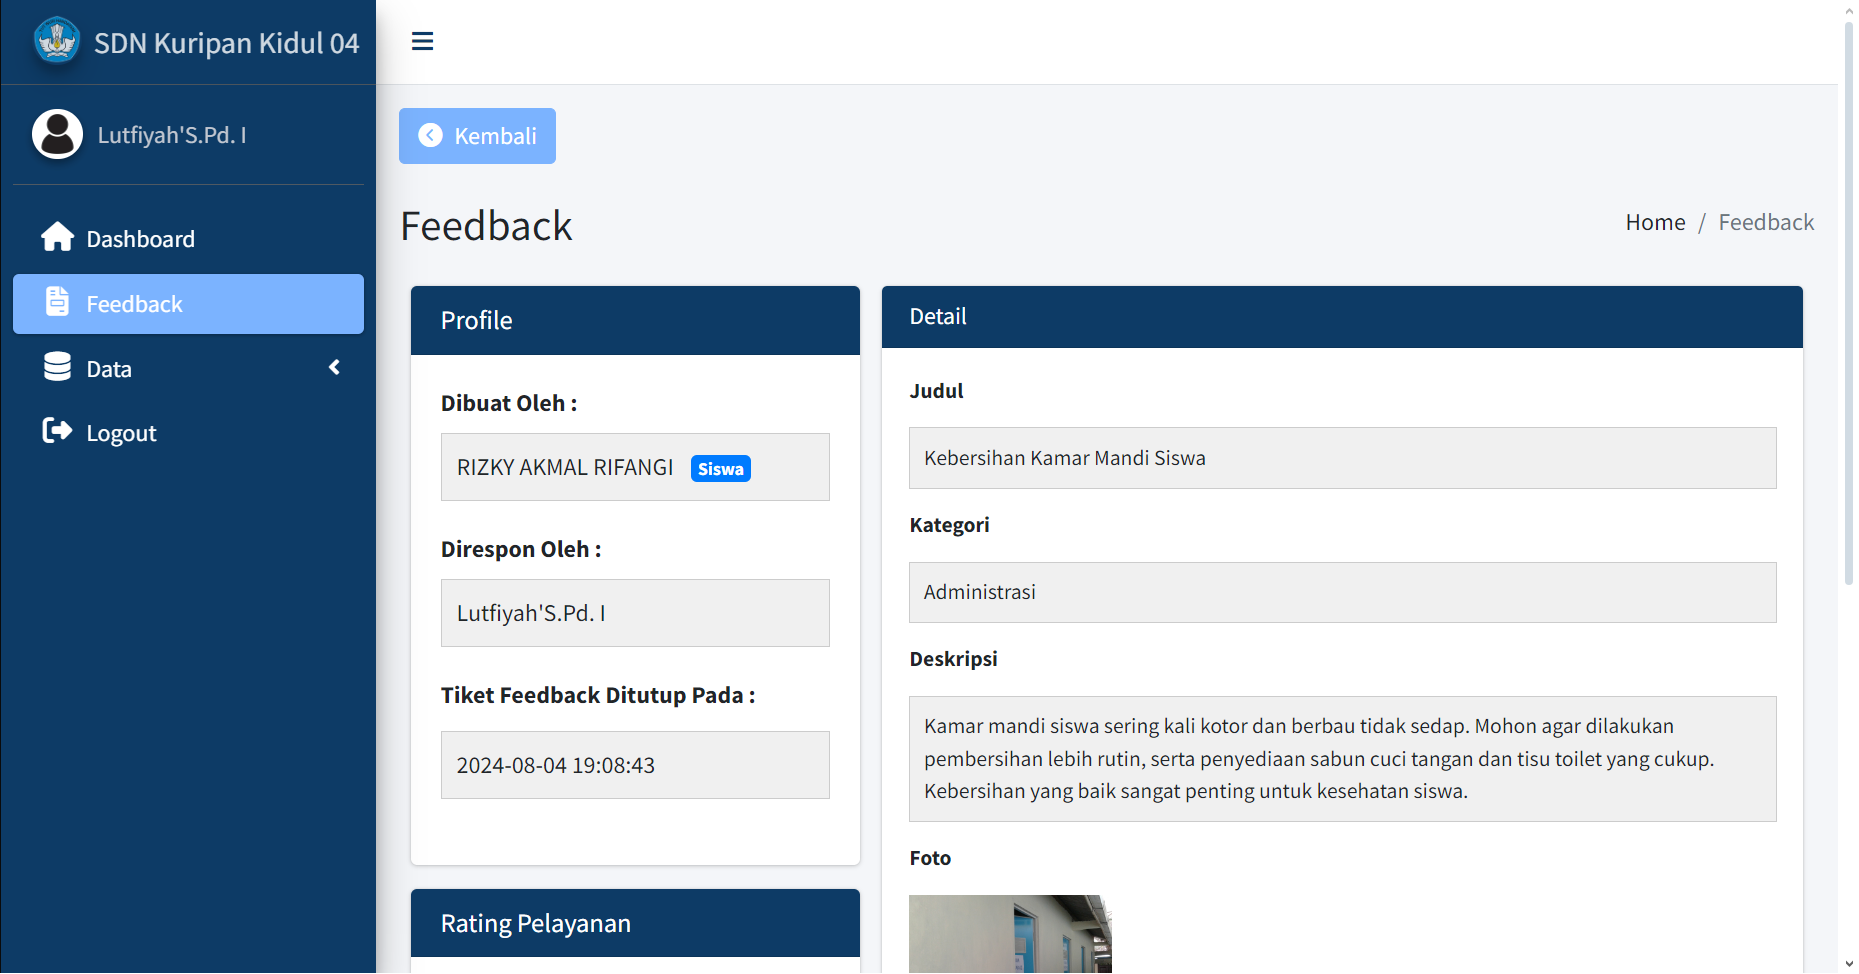 SDN Kuripan Kidul 04
Lutfiyah'S.Pd. I
Dashboard
Feedback
Data
Logout
Kembali
Feedback
Home / Feedback
Profile
Dibuat Oleh :
RIZKY AKMAL RIFANGI Siswa
Direspon Oleh :
Lutfiyah'S.Pd. I
Tiket Feedback Ditutup Pada :
2024-08-04 19:08:43
Rating Pelayanan
Detail
Judul
Kebersihan Kamar Mandi Siswa
Kategori
Administrasi
Deskripsi
Kamar mandi siswa sering kali kotor dan berbau tidak sedap. Mohon agar dilakukan
pembersihan lebih rutin, serta penyediaan sabun cuci tangan dan tisu toilet yang cukup.
Kebersihan yang baik sangat penting untuk kesehatan siswa.
Foto